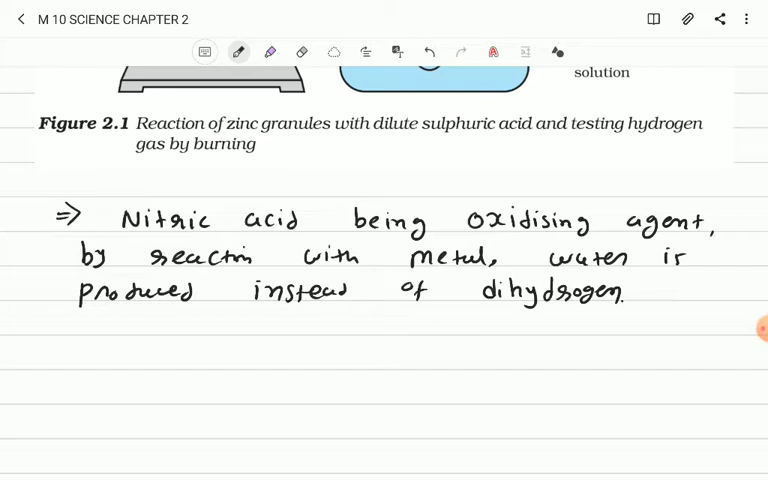 M 10 SCIENCE CHAPTER 2
solution
Figure 2.1 Reaction of zinc granules with dilute sulphuric acid and testing hydrogen
gas by burning
⇒ Nitric acid being oxidising agent,
by reaction with metal, water is
produced instead of dihydrogen.